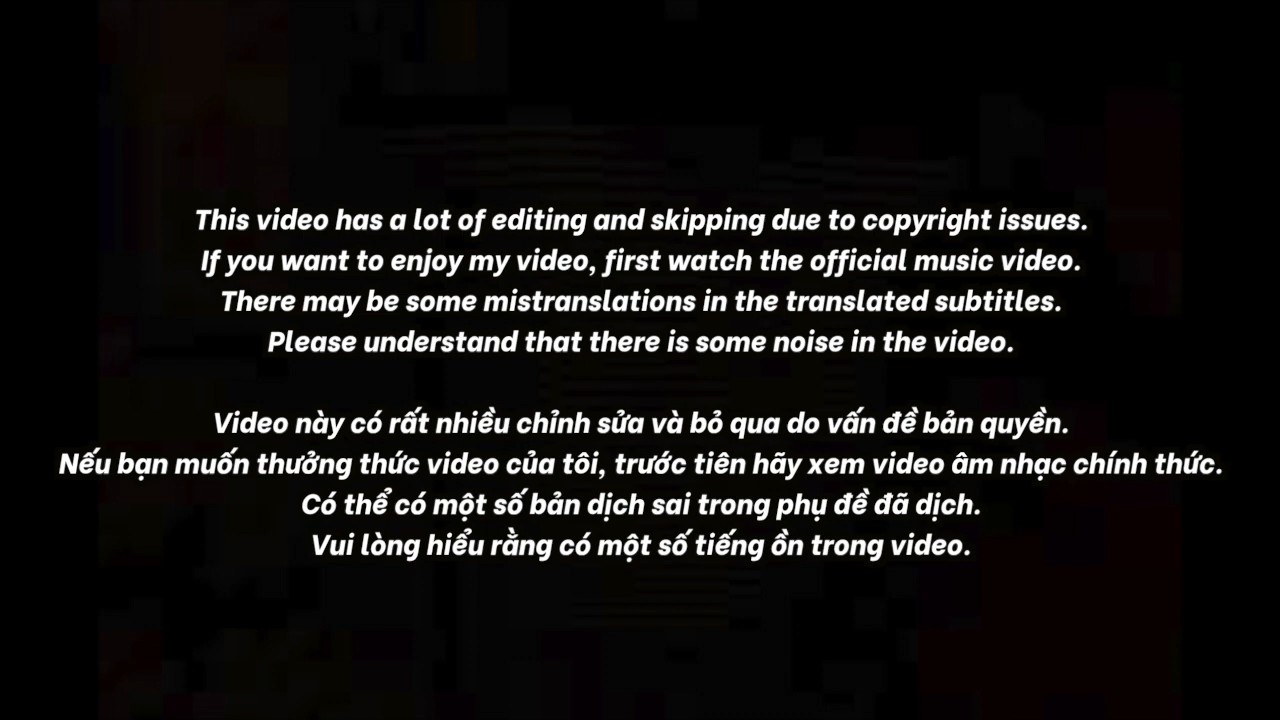 This video has a lot of editing and skipping due to copyright issues.
If you want to enjoy my video, first watch the official music video.
There may be some mistranslations in the translated subtitles.
Please understand that there is some noise in the video.
Video này có rất nhiều chỉnh sửa và bỏ qua do vấn đề bản quyền.
Nếu bạn muốn thưởng thức video của tôi, trước tiên hãy xem video âm nhạc chính thức.
Có thể có một số bản dịch sai trong phụ đề đã dịch.
Vui lòng hiểu rằng có một số tiếng ồn trong video.